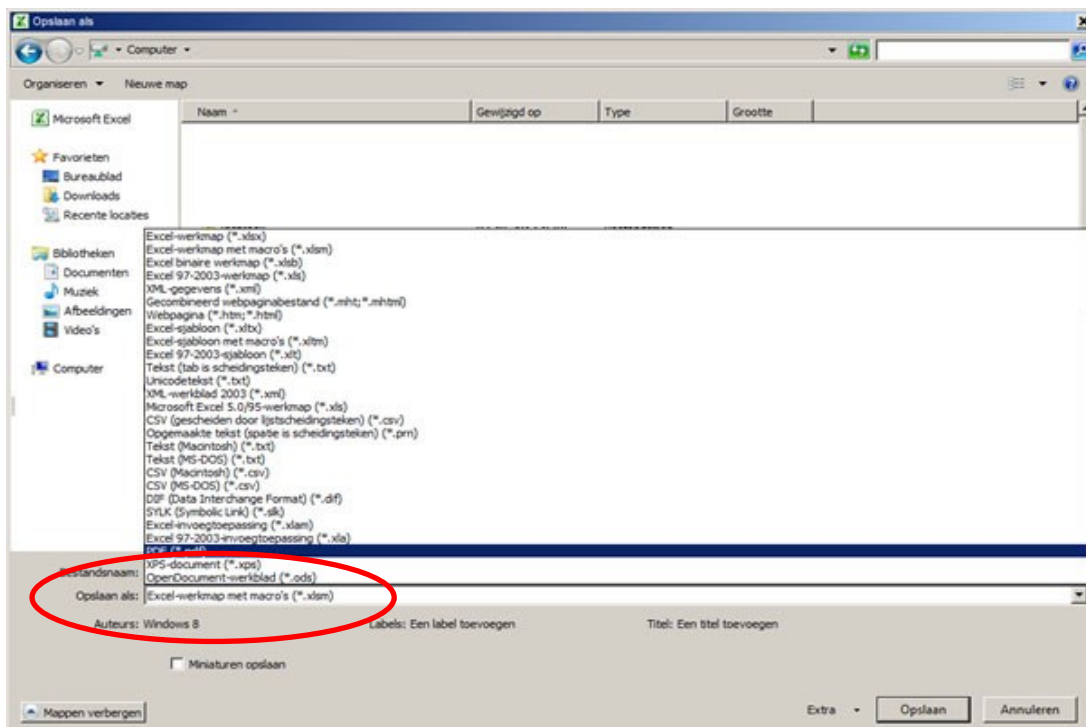 Opslaan als
Computer
Organiseren Nieuwe map
Naam Gewijzigd op Type Grootte
Microsoft Excel
Favorieten
Bureaublad
Downloads
Recente locaties
Bibliotheken
Documenten
Muziek
Afbeeldingen
Video's
Computer
Excel-werkmap (*.xlsx)
Excel-werkmap met macro's (*.xlsm)
Excel binaire werkmap (*.xlsb)
Excel 97-2003-werkmap (*.xls)
XML-gegevens (*.xml)
Gecombineerd webpaginabestand (*.mht;*.mhtml)
Webpagina (*.htm;*.html)
Excel-sjabloon (*.xltx)
Excel-sjabloon met macro's (*.xltm)
Excel 97-2003-sjabloon (*.xlt)
Tekst (tab is scheidingsteken) (*.txt)
Unicodetekst (*.txt)
XML-werkblad 2003 (*.xml)
Microsoft Excel 5.0/95-werkmap (*.xls)
CSV (gescheiden door lijstscheidingsteken) (*.csv)
Opgemaakte tekst (spatie is scheidingsteken) (*.prn)
Tekst (Macintosh) (*.txt)
Tekst (MS-DOS) (*.txt)
CSV (Macintosh) (*.csv)
CSV (MS-DOS) (*.csv)
DIF (Data Interchange Format) (*.dif)
SYLK (Symbolic Link) (*.slk)
Excel-invoegtoepassing (*.xlam)
Excel 97-2003-invoegtoepassing (*.xla)
PDF (*.pdf)
XPS-document (*.xps)
OpenDocument-werkblad (*.ods)
Bestandsnaam:
Opslaan als: Excel-werkmap met macro's (*.xlsm)
Auteurs: Windows 8 Labels: Een label toevoegen Titel: Een titel toevoegen
Miniaturen opslaan
Mappen verbergen Extra Opslaan Annuleren